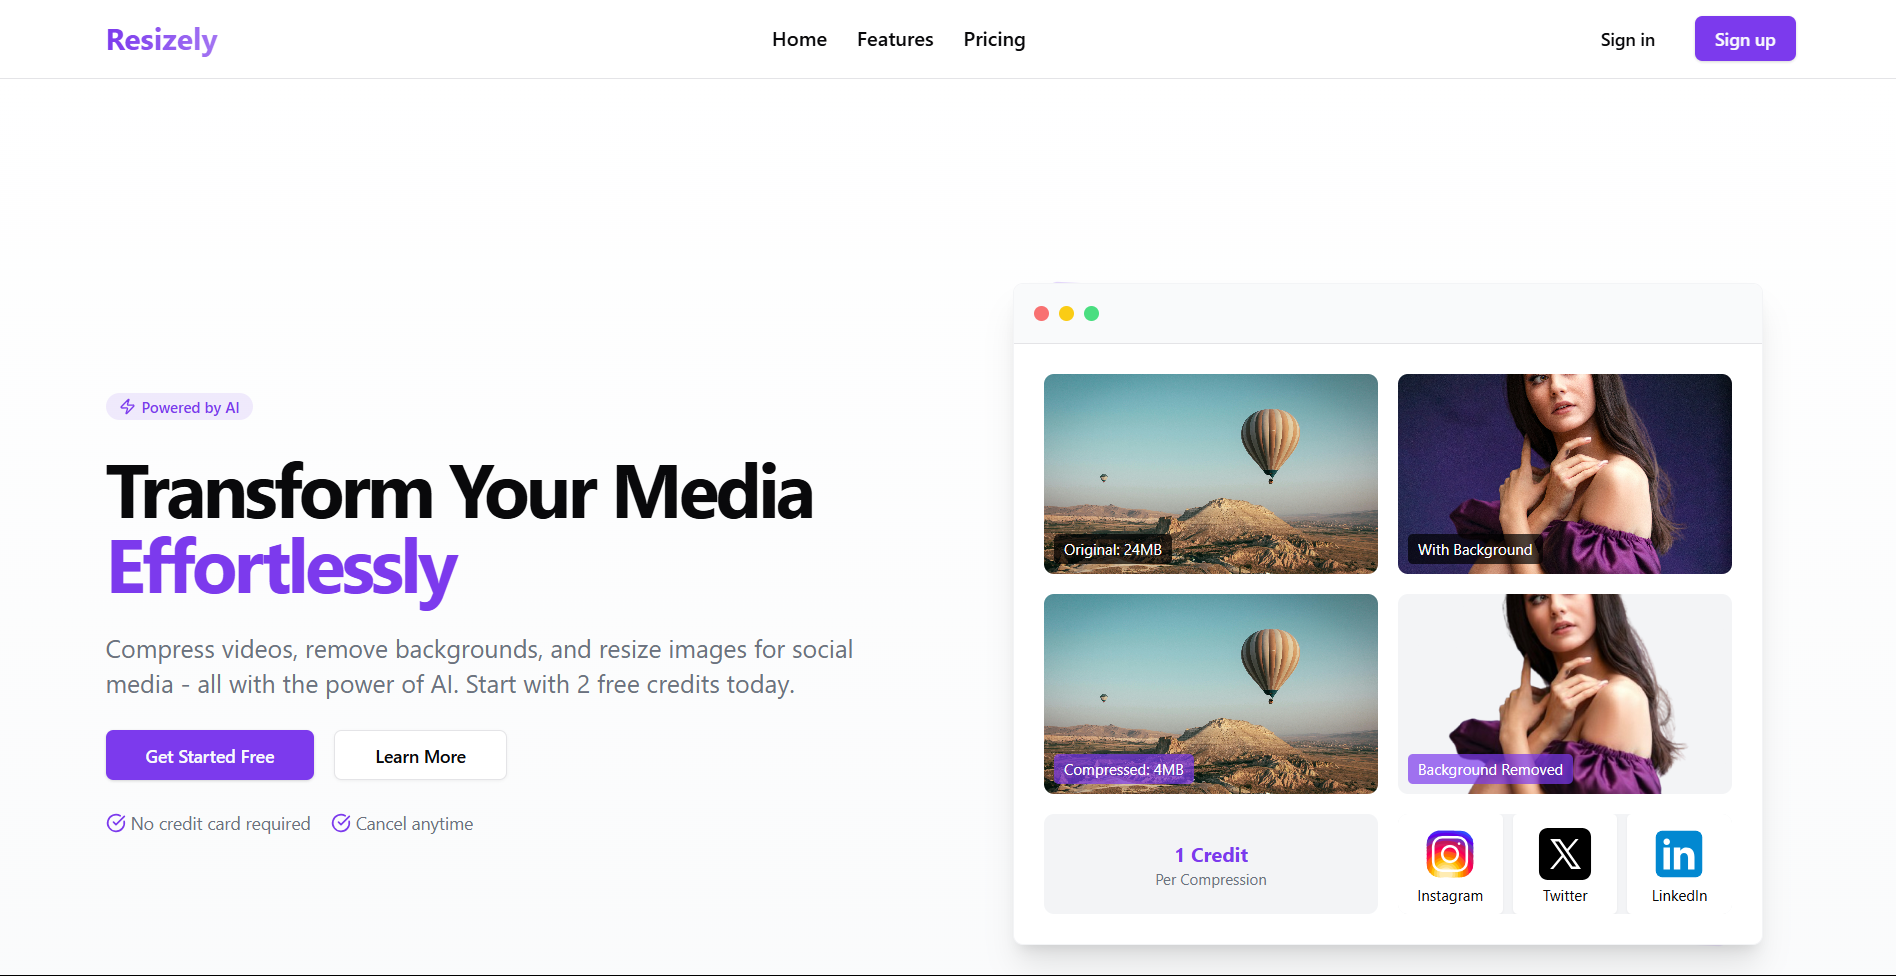 Resizely
Home
Features
Pricing
Sign in
Sign up
Powered by AI
Transform Your Media
Effortlessly
Compress videos, remove backgrounds, and resize images for social
media - all with the power of AI. Start with 2 free credits today.
Get Started Free
Learn More
No credit card required
Cancel anytime
Original: 24MB
With Background
Compressed: 4MB
Background Removed
1 Credit
Per Compression
Instagram
Twitter
LinkedIn